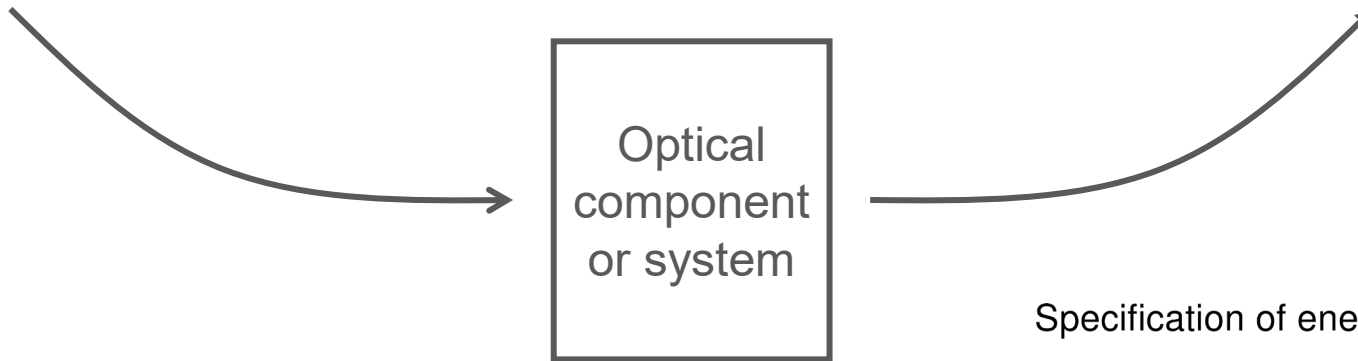 Optical
component
or system
Specification of ene